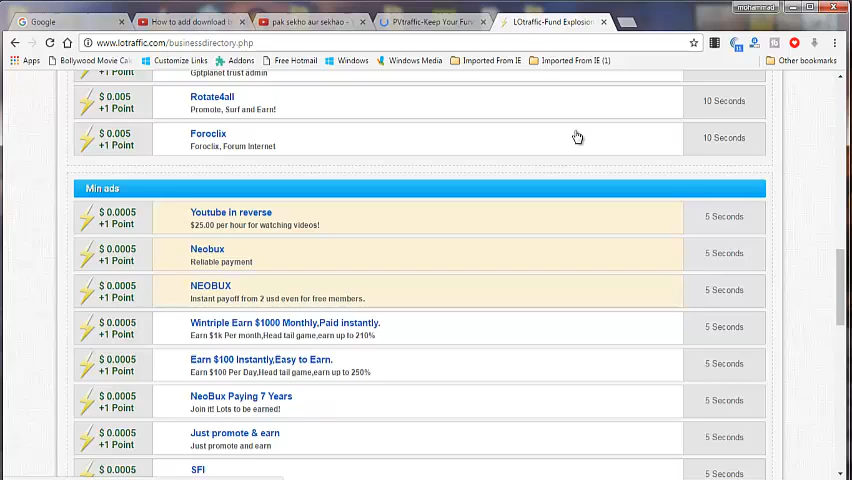 mohammad
Google
How to add download b
pak sekho aur sekhao -
PVtraffic-Keep Your Fun
LOtraffic-Fund Explosion
www.lotraffic.com/businessdirectory.php
Apps
Bollywood Movie Cal
Customize Links
Addons
Free Hotmail
Windows
Windows Media
Imported From IE
Imported From IE (1)
Other bookmarks
+1 Point
Gptplanet trust admin
$ 0.005
+1 Point
Rotate4all
Promote, Surf and Earn!
10 Seconds
$ 0.005
+1 Point
Foroclix
Foroclix, Forum Internet
10 Seconds
Min ads
$ 0.0005
+1 Point
Youtube in reverse
$25.00 per hour for watching videos!
5 Seconds
$ 0.0005
+1 Point
Neobux
Reliable payment
5 Seconds
$ 0.0005
+1 Point
NEOBUX
Instant payoff from 2 usd even for free members.
5 Seconds
$ 0.0005
+1 Point
Wintriple Earn $1000 Monthly,Paid instantly.
Earn $1k Per month,Head tail game,earn up to 210%
5 Seconds
$ 0.0005
+1 Point
Earn $100 Instantly,Easy to Earn.
Earn $100 Per Day,Head tail game,earn up to 250%
5 Seconds
$ 0.0005
+1 Point
NeoBux Paying 7 Years
Join it! Lots to be earned!
5 Seconds
$ 0.0005
+1 Point
Just promote & earn
Just promote and earn
5 Seconds
$ 0.0005
SFI
5 Seconds